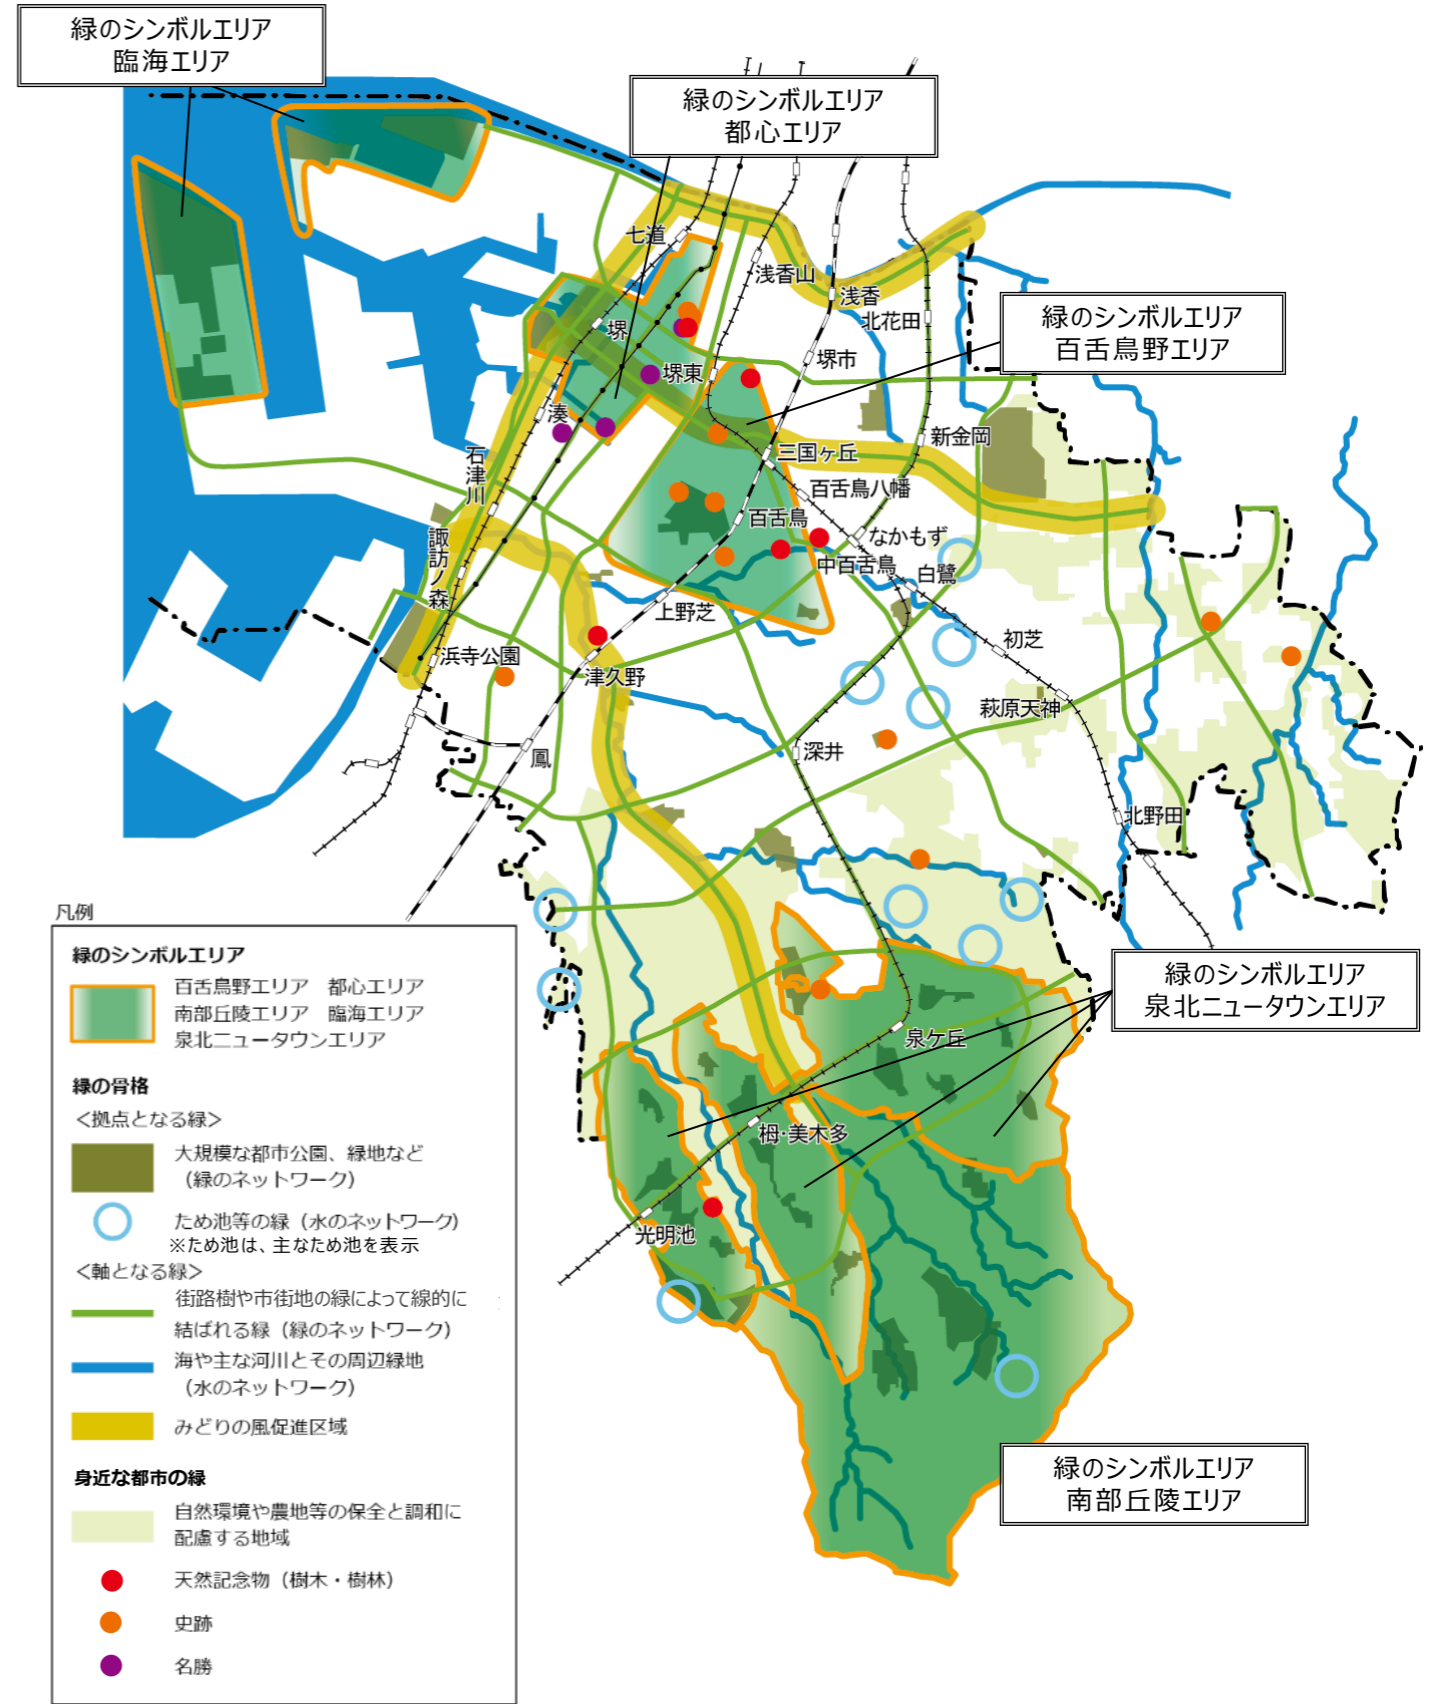 緑のシンボルエリア
臨海エリア
緑のシンボルエリア
都心エリア
七道
浅香山
浅香
北花田
緑のシンボルエリア
百舌鳥野エリア
堺
堺市
堺東
湊
新金岡
三国ヶ丘
石津川
百舌鳥八幡
百舌鳥
なかもず
諏訪ノ森
中百舌鳥
白鷺
上野芝
初芝
浜寺公園
津久野
萩原天神
鳳
深井
北野田
緑のシンボルエリア
泉北ニュータウンエリア
泉ケ丘
栂・美木多
光明池
緑のシンボルエリア
南部丘陵エリア
凡例
緑のシンボルエリア
百舌鳥野エリア　都心エリア
南部丘陵エリア　臨海エリア
泉北ニュータウンエリア
緑の骨格
＜拠点となる緑＞
大規模な都市公園、緑地など
（緑のネットワーク）
ため池等の緑（水のネットワーク）
※ため池は、主なため池を表示
＜軸となる緑＞
街路樹や市街地の緑によって線的に
結ばれる緑（緑のネットワーク）
海や主な河川とその周辺緑地
（水のネットワーク）
みどりの風促進区域
身近な都市の緑
自然環境や農地等の保全と調和に
配慮する地域
天然記念物（樹木・樹林）
史跡
名勝